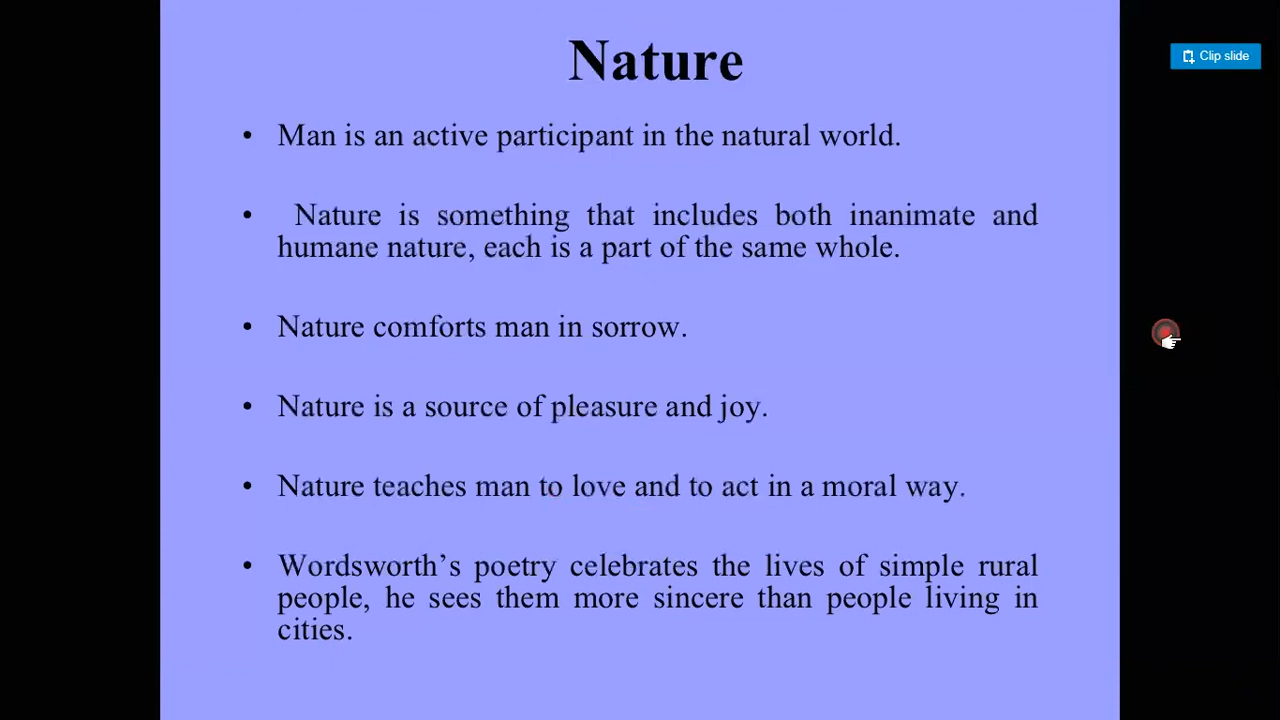 Nature
Clip slide
• Man is an active participant in the natural world.
• Nature is something that includes both inanimate and
humane nature, each is a part of the same whole.
• Nature comforts man in sorrow.
• Nature is a source of pleasure and joy.
• Nature teaches man to love and to act in a moral way.
• Wordsworth’s poetry celebrates the lives of simple rural
people, he sees them more sincere than people living in
cities.